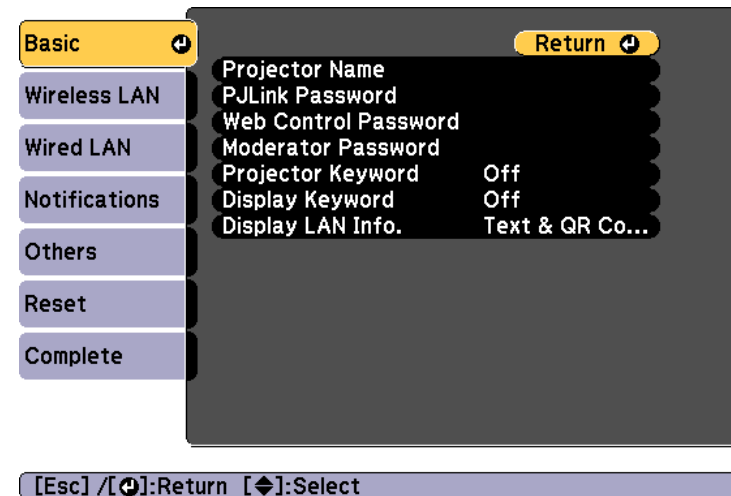 Basic
Return
Projector Name
PJLink Password
Web Control Password
Moderator Password
Projector Keyword Off
Display Keyword Off
Display LAN Info. Text & QR Co...
Wireless LAN
Wired LAN
Notifications
Others
Reset
Complete
[Esc] /[⏎]:Return [◆]:Select